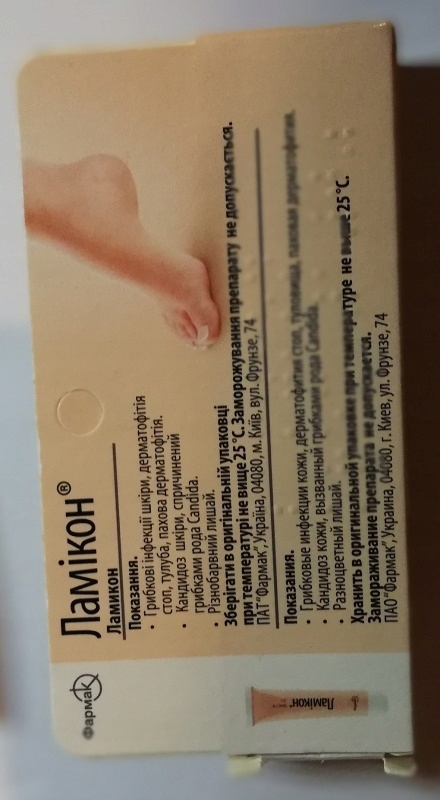 Фармак
Ламікон®
Ламикон
Показання.
• Грибкові інфекції шкіри, дерматофітія
стоп, тулуба, пахова дерматофітія.
• Кандидоз шкіри, спричинений
грибками рода Candida.
• Різнобарвний лишай.
Зберігати в оригінальній упаковці
при температурі не вище 25 °С. Заморожування препарату не допускається.
ПАТ "Фармак", Україна, 04080, м. Київ, вул. Фрунзе, 74
Показания.
• Грибковые инфекции кожи, дерматофития стоп, туловища, паховая дерматофития.
• Кандидоз кожи, вызванный грибками рода Candida.
• Разноцветный лишай.
Хранить в оригинальной упаковке при температуре не выше 25 °С.
Замораживание препарата не допускается.
ПАО "Фармак", Украина, 04080, г. Киев, ул. Фрунзе, 74
Ламікон®